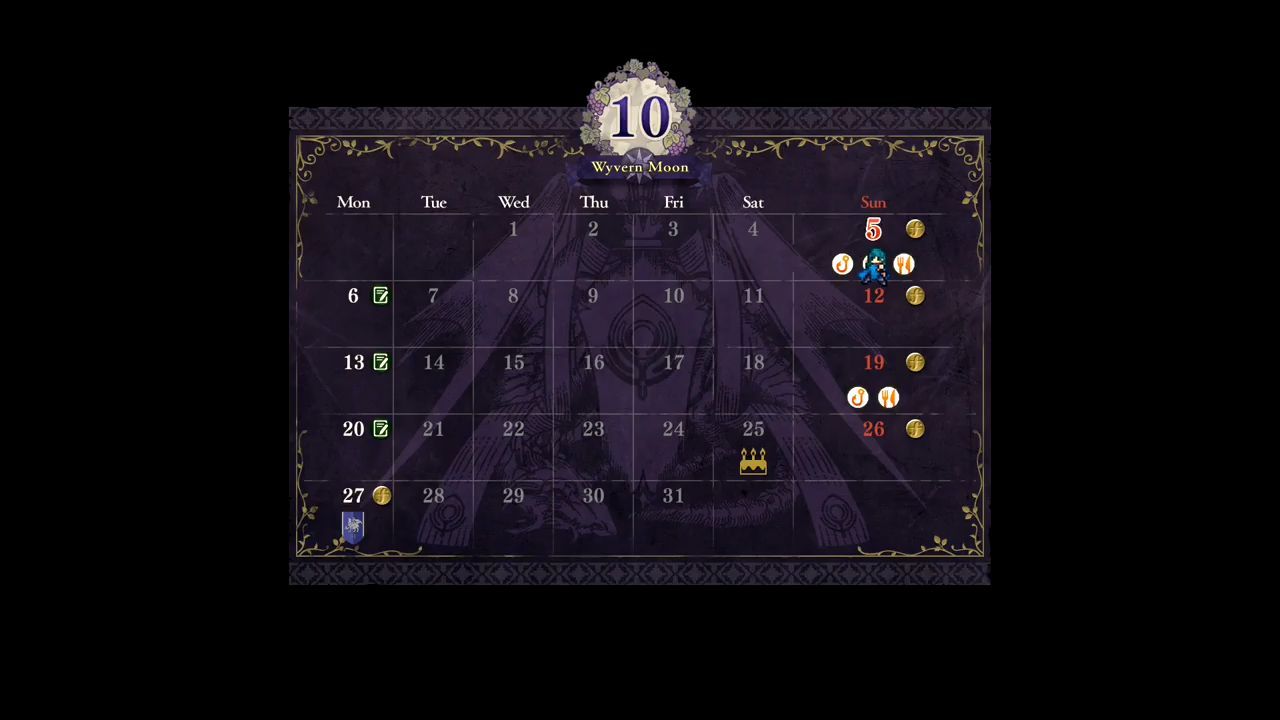 10
Wyvern Moon
Mon Tue Wed Thu Fri Sat Sun
1 2 3 4 5
6 7 8 9 10 11 12
13 14 15 16 17 18 19
20 21 22 23 24 25 26
27 28 29 30 31